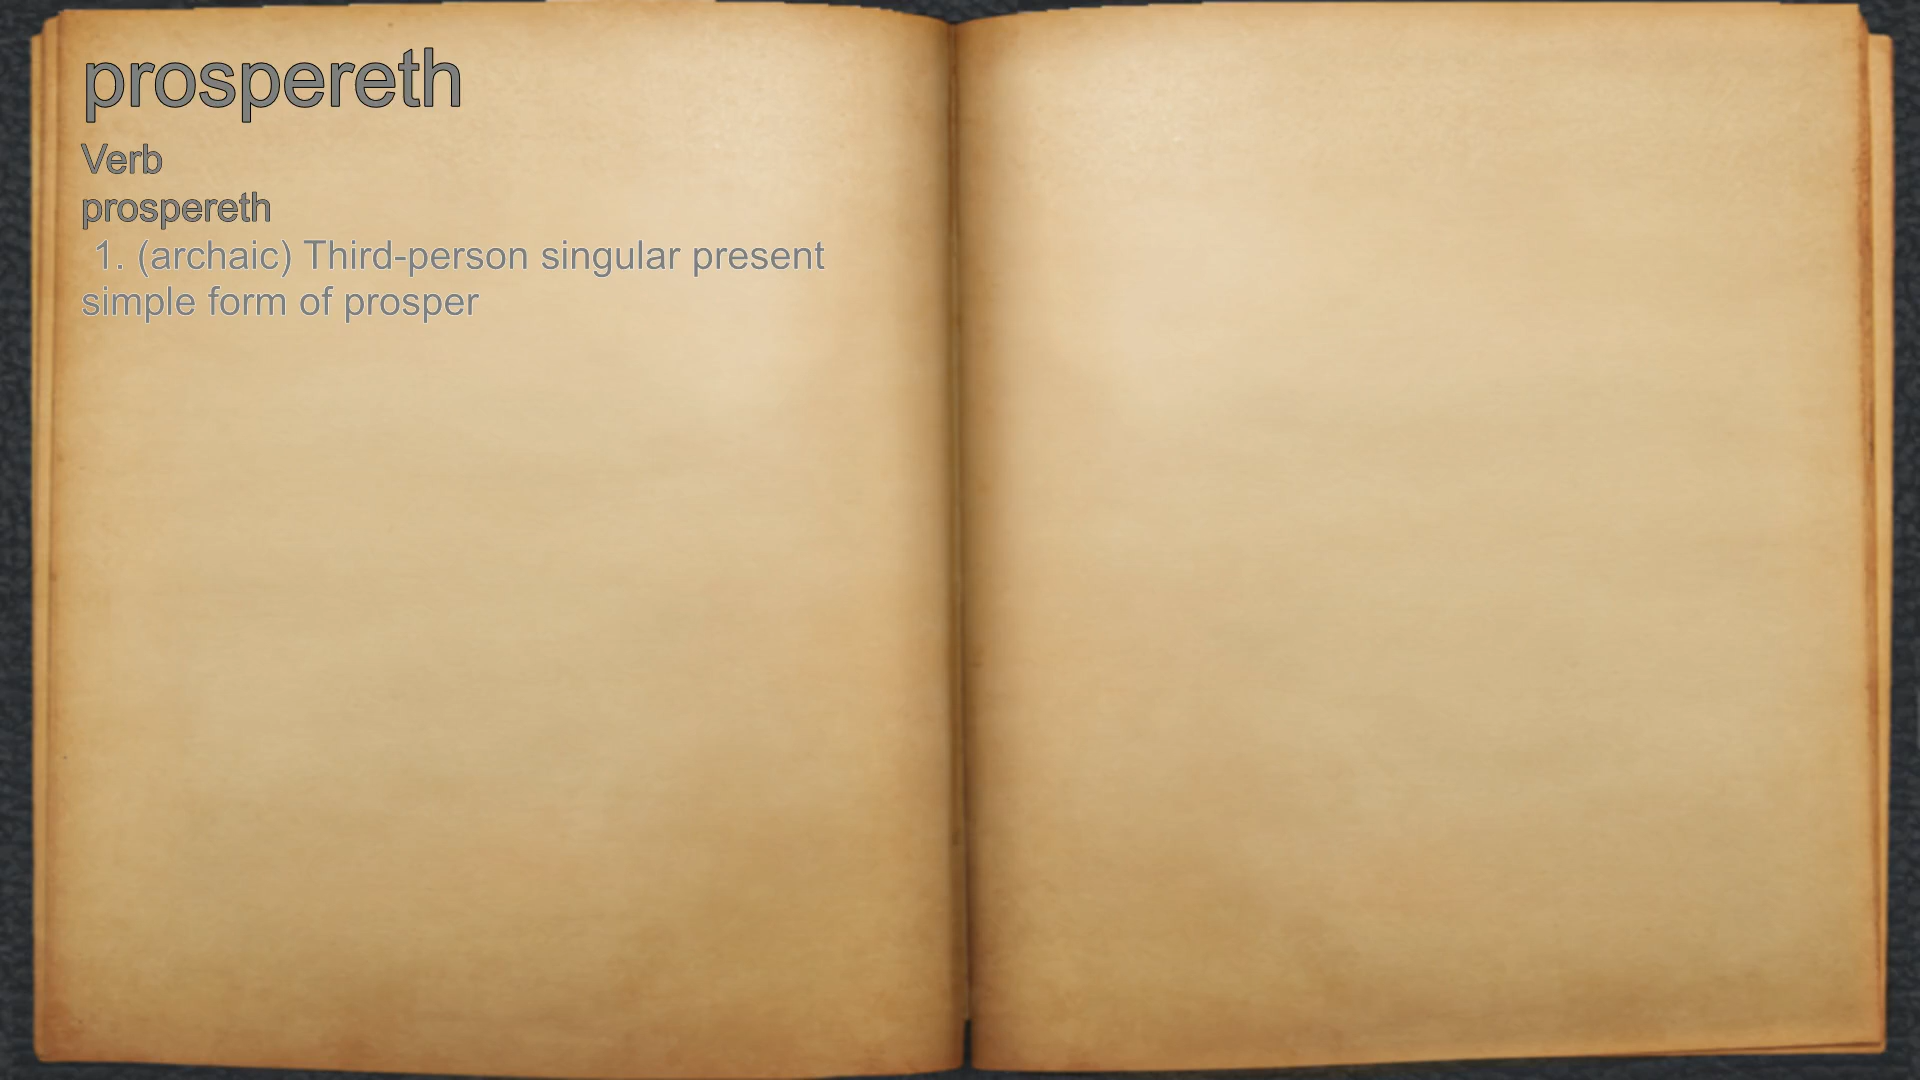 prospereth
Verb
prospereth
1. (archaic) Third-person singular present
simple form of prosper